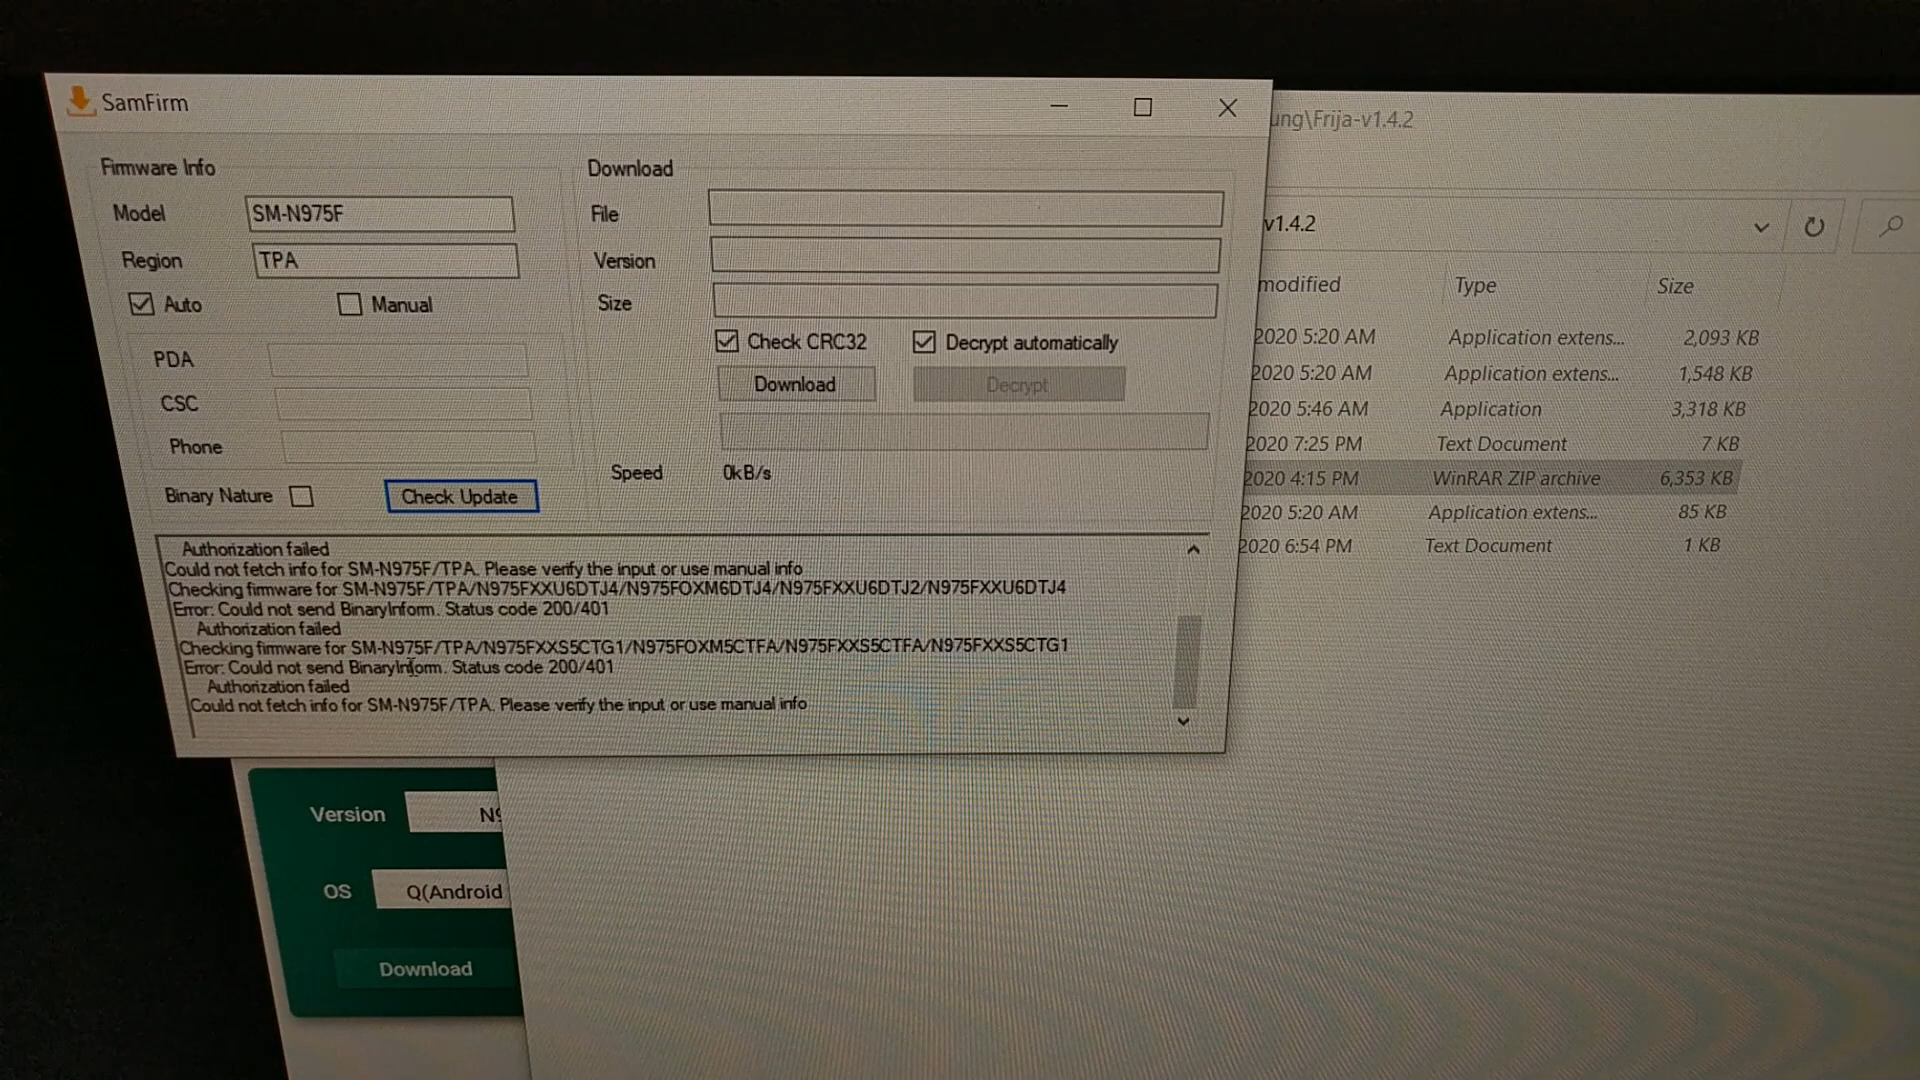 SamFirm
ung\Frija-v1.4.2
Firmware Info
Model
SM-N975F
Region
TPA
Auto
Manual
PDA
CSC
Phone
Binary Nature
Check Update
Download
File
Version
Size
Check CRC32
Decrypt automatically
Download
Decrypt
Speed
0kB/s
Authorization failed
Could not fetch info for SM-N975F/TPA. Please verify the input or use manual info
Checking firmware for SM-N975F/TPA/N975FXXU6DTJ4/N975FOXM6DTJ4/N975FXXU6DTJ2/N975FXXU6DTJ4
Error: Could not send BinaryInform. Status code 200/401
Authorization failed
Checking firmware for SM-N975F/TPA/N975FXXS5CTG1/N975FOXM5CTFA/N975FXXS5CTFA/N975FXXS5CTG1
Error: Could not send BinaryInform. Status code 200/401
Authorization failed
Could not fetch info for SM-N975F/TPA. Please verify the input or use manual info
v1.4.2
modified Type Size
2020 5:20 AM Application extens... 2,093 KB
2020 5:20 AM Application extens... 1,548 KB
2020 5:46 AM Application 3,318 KB
2020 7:25 PM Text Document 7 KB
2020 4:15 PM WinRAR ZIP archive 6,353 KB
2020 5:20 AM Application extens... 85 KB
2020 6:54 PM Text Document 1 KB
Version
N9
OS
Q(Android
Download